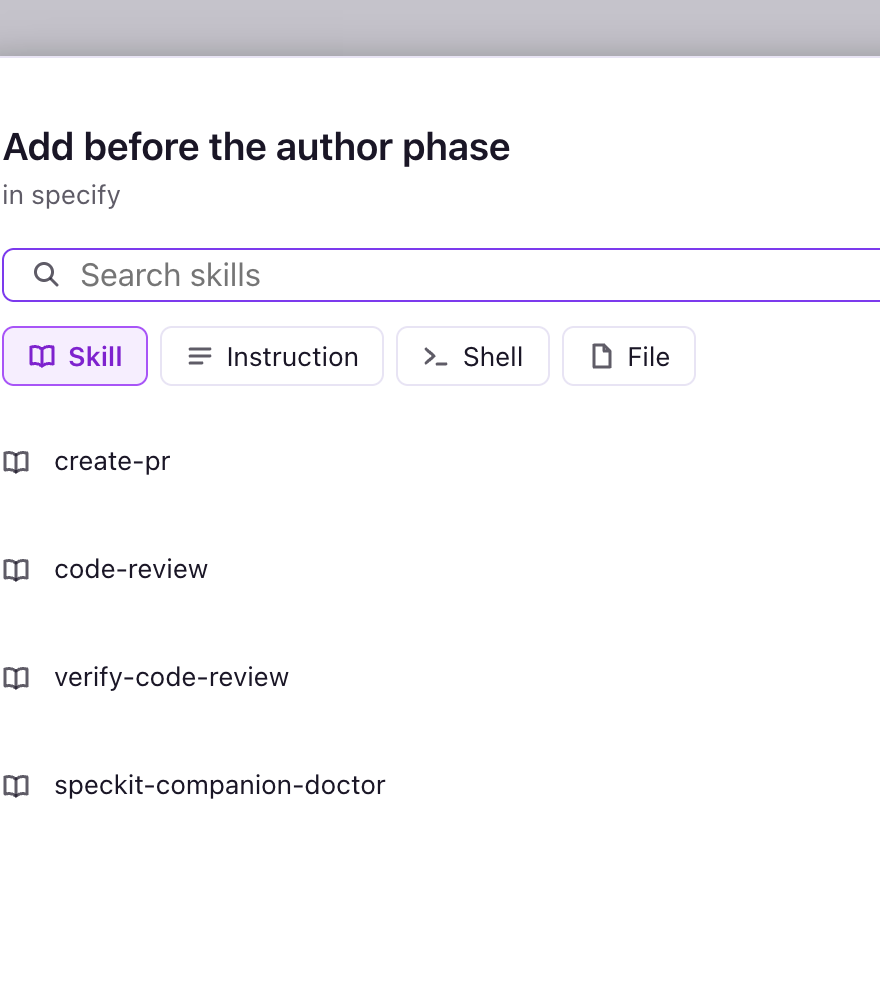 Add before the author phase
in specify
Search skills
Skill Instruction Shell File
create-pr
code-review
verify-code-review
speckit-companion-doctor